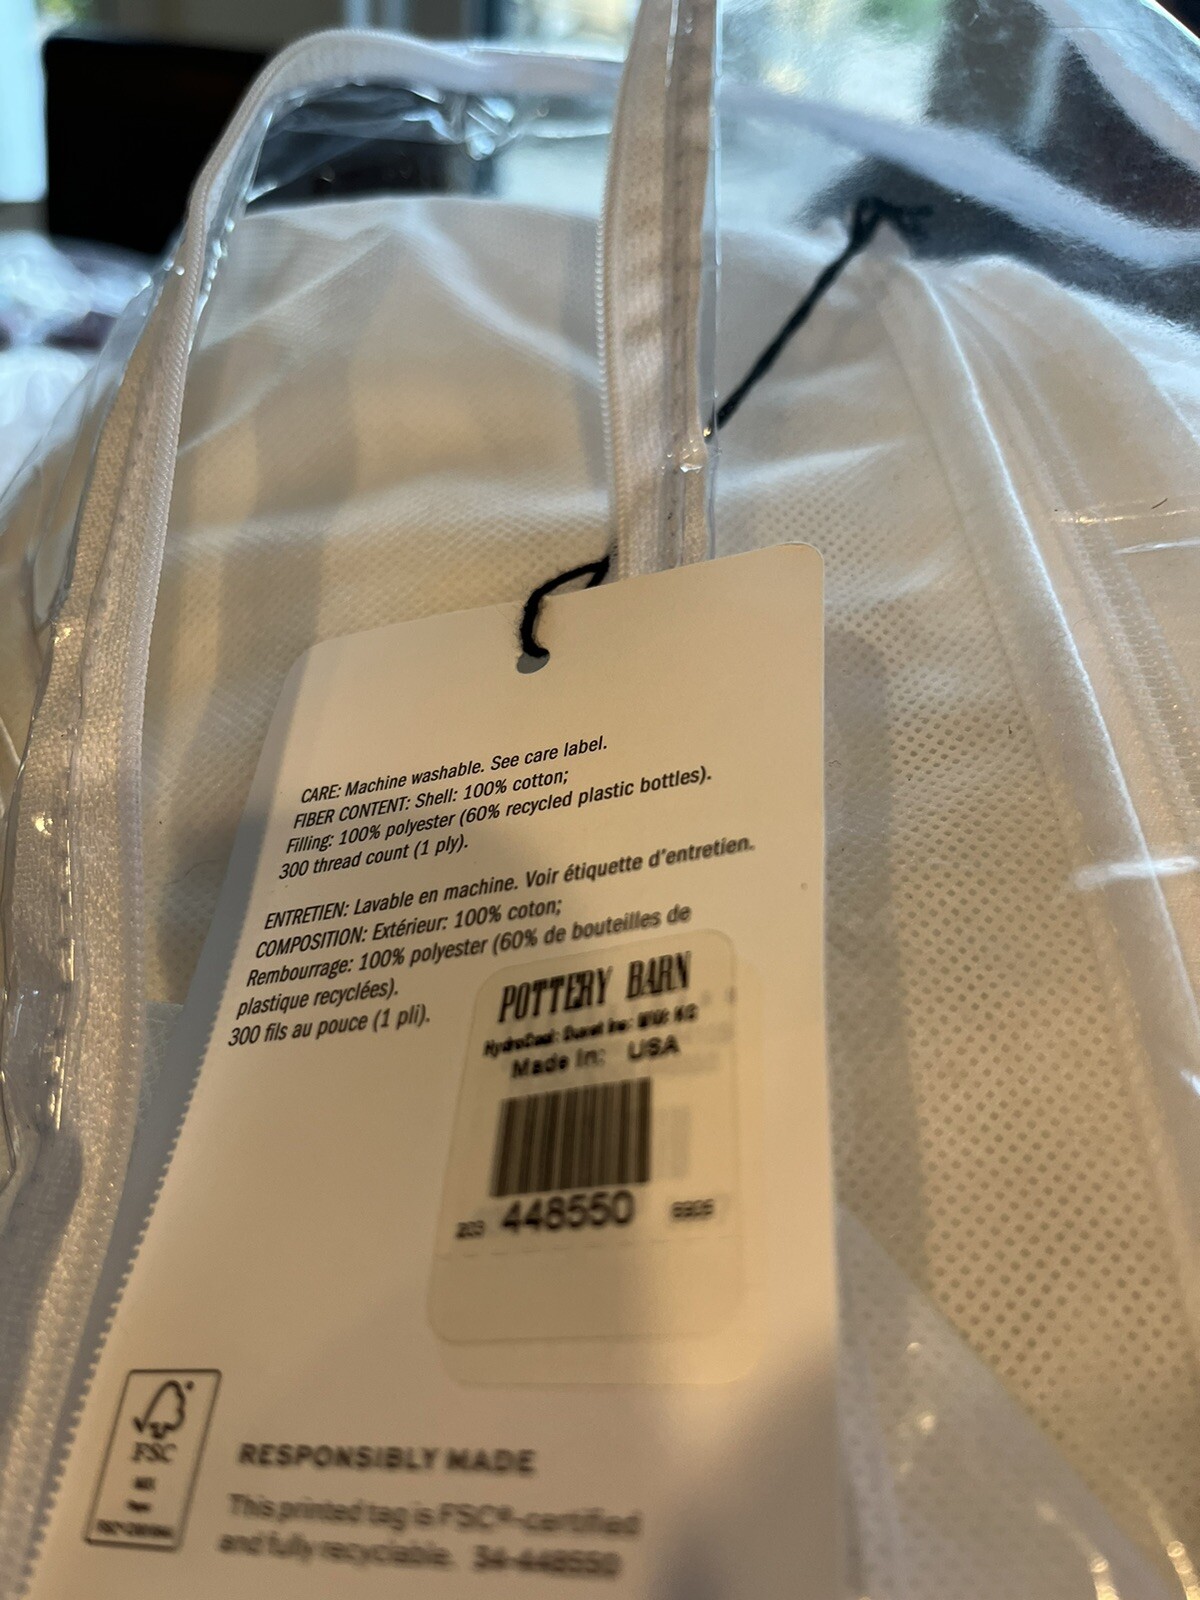 CARE: Machine washable. See care label.
FIBER CONTENT: Shell: 100% cotton;
Filling: 100% polyester (60% recycled plastic bottles).
300 thread count (1 ply).
ENTRETIEN: Lavable en machine. Voir étiquette d'entretien.
COMPOSITION: Extérieur: 100% coton;
Rembourrage: 100% polyester (60% de bouteilles de
plastique recyclées).
300 fils au pouce (1 pli).
POTTERY BARN
Made In: USA
203 448550
FSC
RESPONSIBLY MADE
This printed tag is FSC®-certified
and fully recyclable. 34-448550